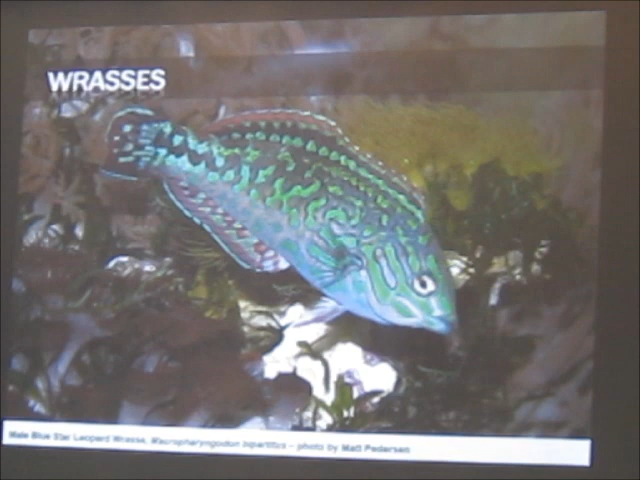 WRASSES
Male Blue Star Leopard Wrasse, Macropharyngodon bipartitus – photo by Matt Pedersen